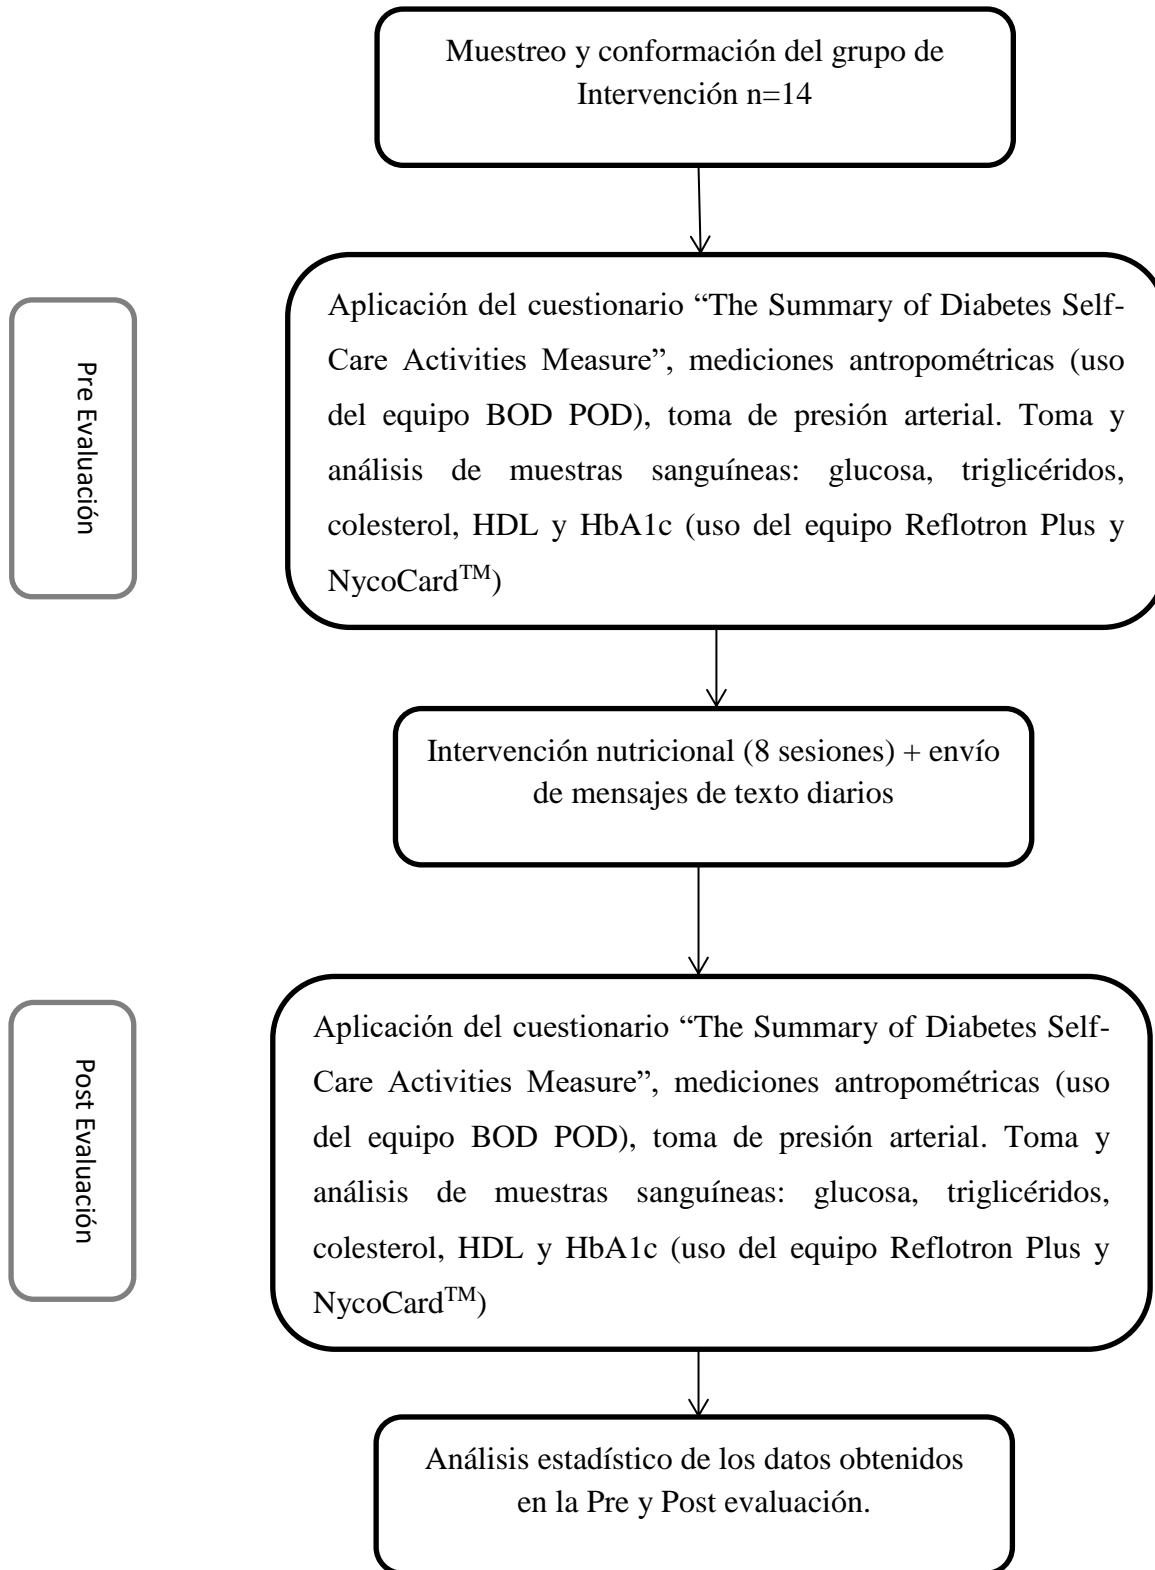 Muestreo y conformación del grupo de
Intervención n=14
Pre Evaluación
Aplicación del cuestionario “The Summary of Diabetes Self-
Care Activities Measure”, mediciones antropométricas (uso
del equipo BOD POD), toma de presión arterial. Toma y
análisis de muestras sanguíneas: glucosa, triglicéridos,
colesterol, HDL y HbA1c (uso del equipo Reflotron Plus y
NycoCardTM)
Intervención nutricional (8 sesiones) + envío
de mensajes de texto diarios
Post Evaluación
Aplicación del cuestionario “The Summary of Diabetes Self-
Care Activities Measure”, mediciones antropométricas (uso
del equipo BOD POD), toma de presión arterial. Toma y
análisis de muestras sanguíneas: glucosa, triglicéridos,
colesterol, HDL y HbA1c (uso del equipo Reflotron Plus y
NycoCardTM)
Análisis estadístico de los datos obtenidos
en la Pre y Post evaluación.